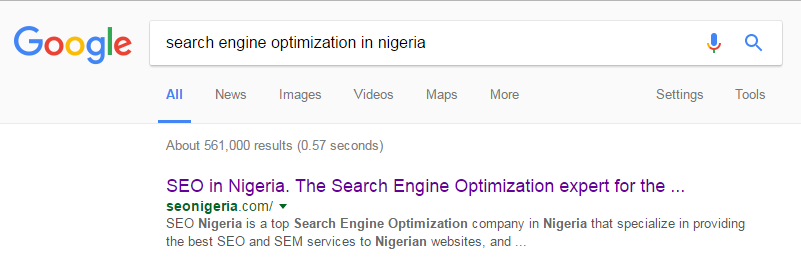 Google
search engine optimization in nigeria
All News Images Videos Maps More Settings Tools
About 561,000 results (0.57 seconds)
SEO in Nigeria. The Search Engine Optimization expert for the ...
seonigeria.com/
SEO Nigeria is a top Search Engine Optimization company in Nigeria that specialize in providing
the best SEO and SEM services to Nigerian websites, and ...